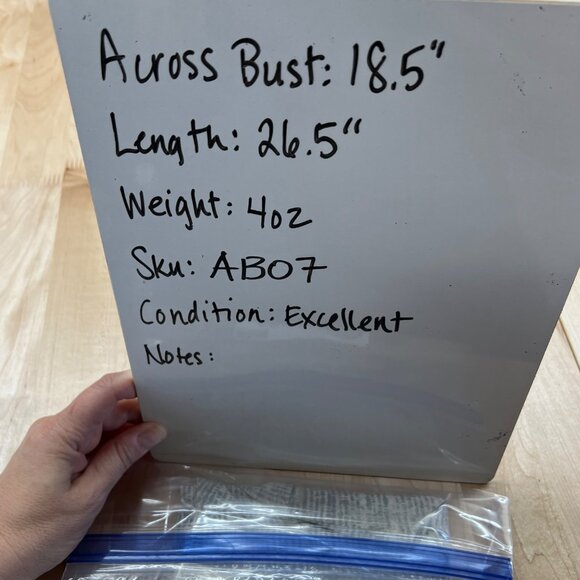 Across Bust: 18.5"
Length: 26.5"
Weight: 4oz
Sku: AB07
Condition: Excellent
Notes: